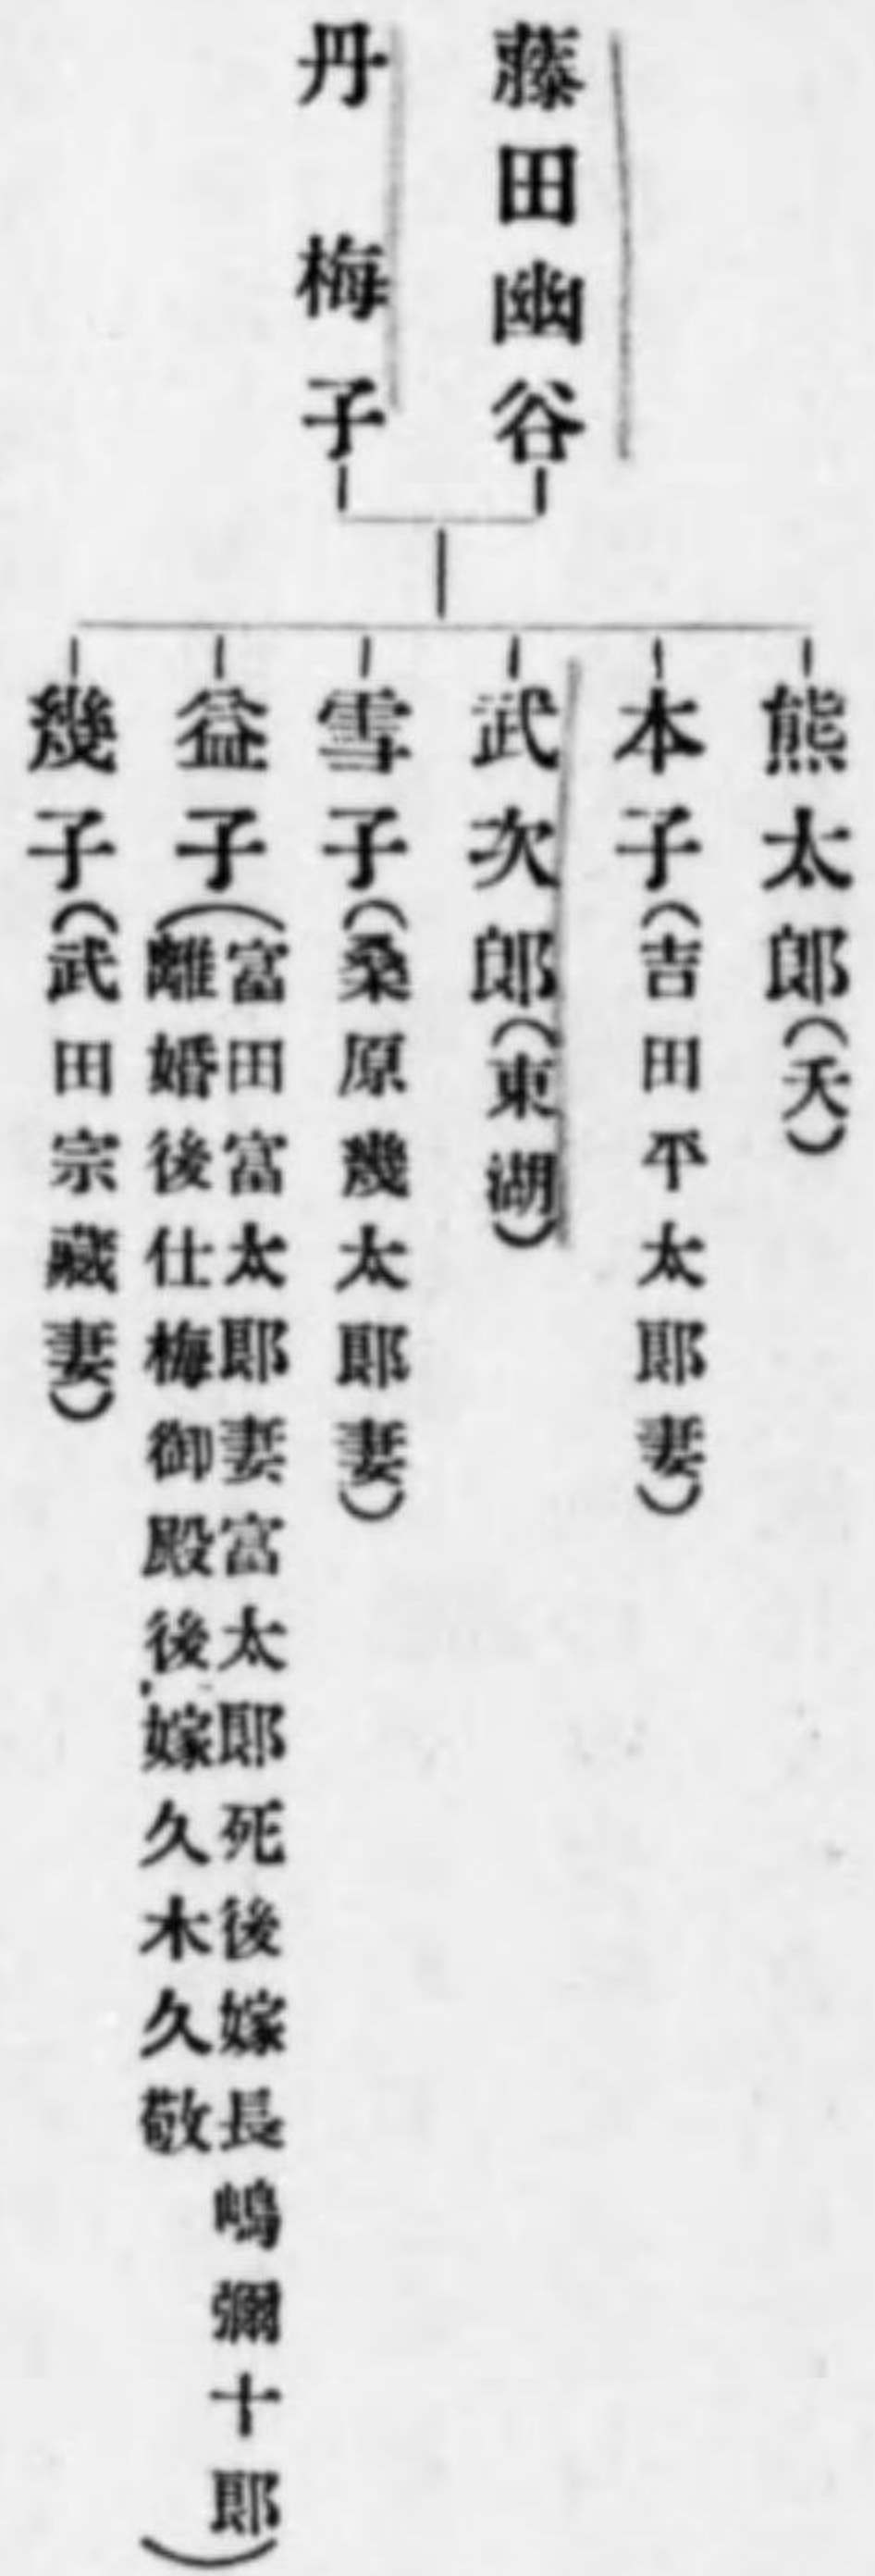 藤田幽谷
丹梅子
熊太郎(夭)
本子(吉田平太郎妻)
武次郎(東湖)
雪子(桑原幾太郎妻)
益子(富田富太郎妻富太郎死後嫁長嶋彌十郎
離婚後仕梅御殿後嫁久木久敬)
幾子(武田宗藏妻)